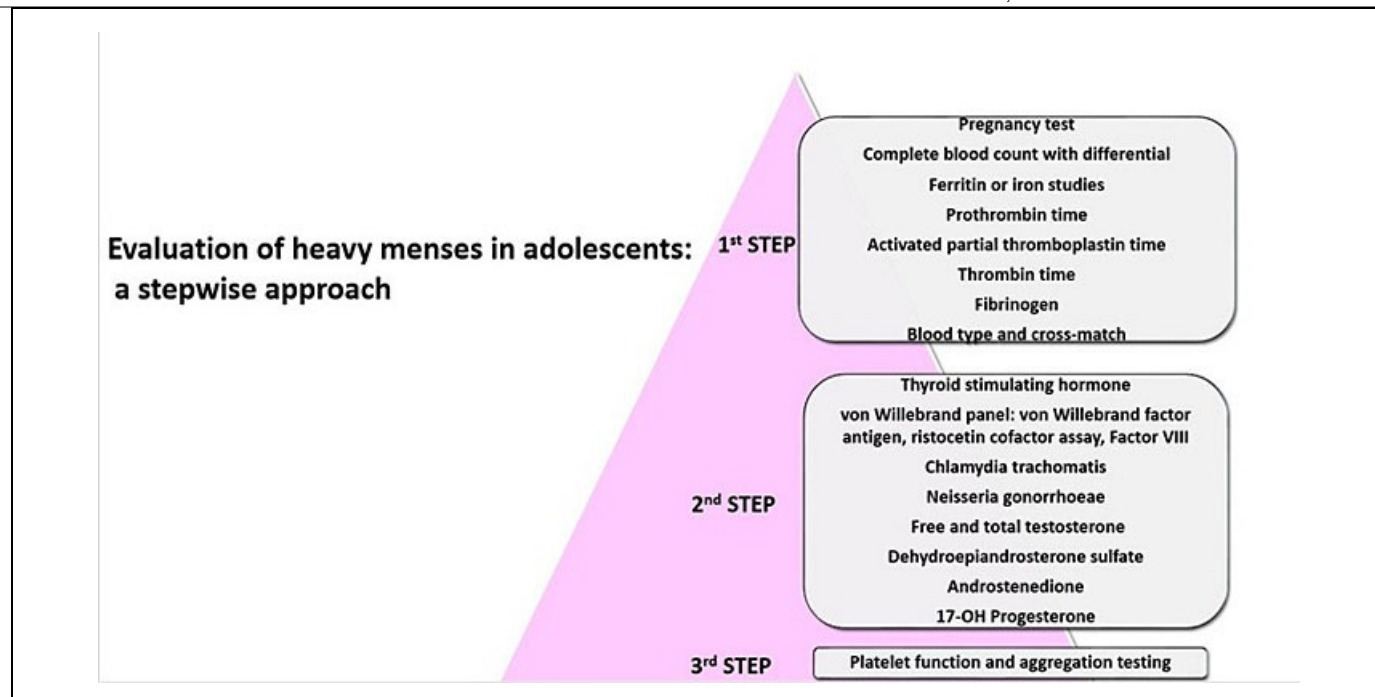 Evaluation of heavy menses in adolescents:
a stepwise approach
1st STEP
Pregnancy test
Complete blood count with differential
Ferritin or iron studies
Prothrombin time
Activated partial thromboplastin time
Thrombin time
Fibrinogen
Blood type and cross-match
2nd STEP
Thyroid stimulating hormone
von Willebrand panel: von Willebrand factor
antigen, ristocetin cofactor assay, Factor VIII
Chlamydia trachomatis
Neisseria gonorrhoeae
Free and total testosterone
Dehydroepiandrosterone sulfate
Androstenedione
17-OH Progesterone
3rd STEP
Platelet function and aggregation testing